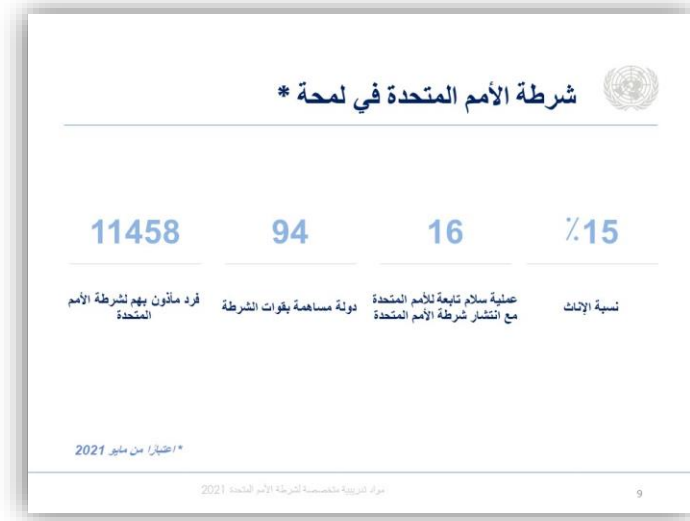 شرطة الأمم المتحدة في لمحة *
٪15
16
94
11458
نسبة الإناث
عملية سلام تابعة للأمم المتحدة
مع انتشار شرطة الأمم المتحدة
دولة مساهمة بقوات الشرطة
فرد مأذون بهم لشرطة الأمم
المتحدة
*اعتبارًا من مايو 2021
مواد تدريبية متخصصة لشرطة الأمم المتحدة 2021
9